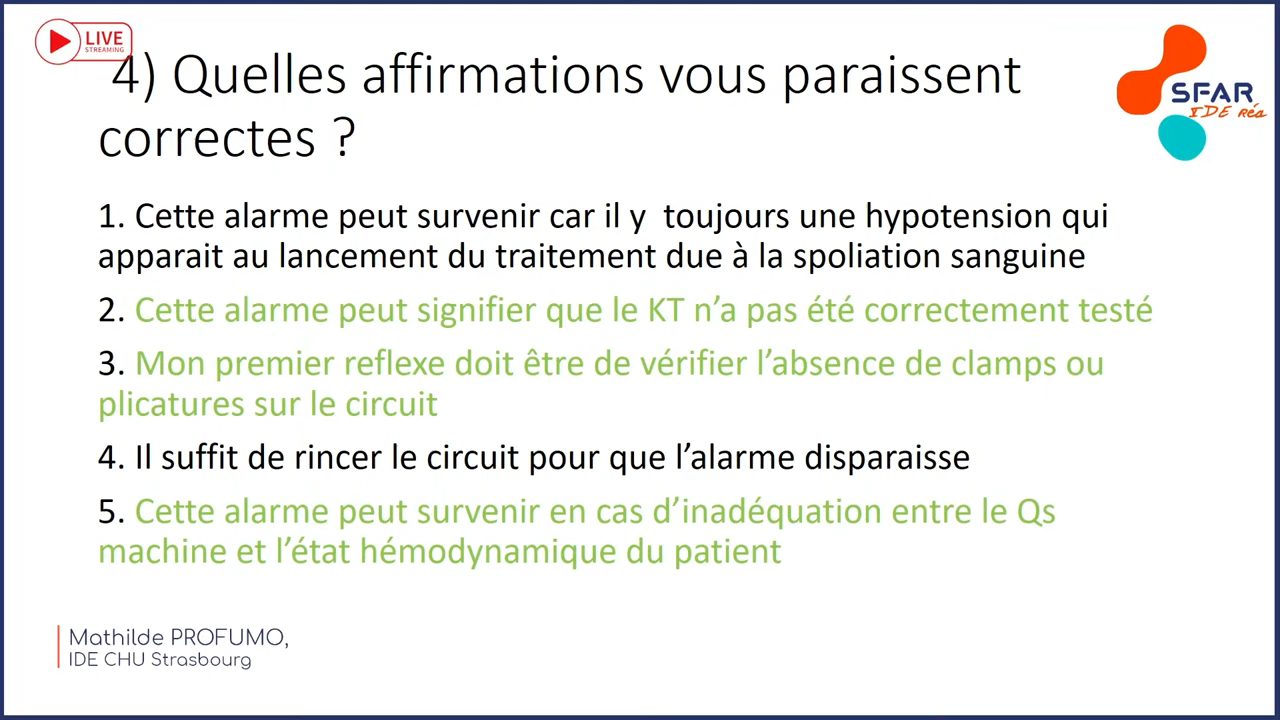 LIVE
STREAMING
4) Quelles affirmations vous paraissent
correctes ?
SFAR
IDE Réa
1. Cette alarme peut survenir car il y  toujours une hypotension qui
apparait au lancement du traitement due à la spoliation sanguine
2. Cette alarme peut signifier que le KT n’a pas été correctement testé
3. Mon premier reflexe doit être de vérifier l’absence de clamps ou
plicatures sur le circuit
4. Il suffit de rincer le circuit pour que l’alarme disparaisse
5. Cette alarme peut survenir en cas d’inadéquation entre le Qs
machine et l’état hémodynamique du patient
Mathilde PROFUMO,
IDE CHU Strasbourg